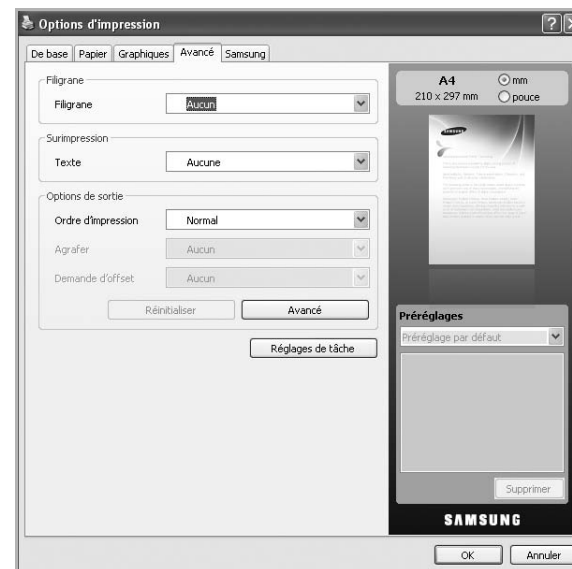 Options d'impression
De base Papier Graphiques Avancé Samsung
Filigrane
Filigrane Aucun
Surimpression
Texte Aucune
Options de sortie
Ordre d'impression Normal
Agrafer Aucun
Demande d'offset Aucun
Réinitialiser Avancé
Réglages de tâche
A4 mm
210 x 297 mm pouce
SAMSUNG
Préréglages
Préréglage par défaut
Supprimer
SAMSUNG
OK Annuler